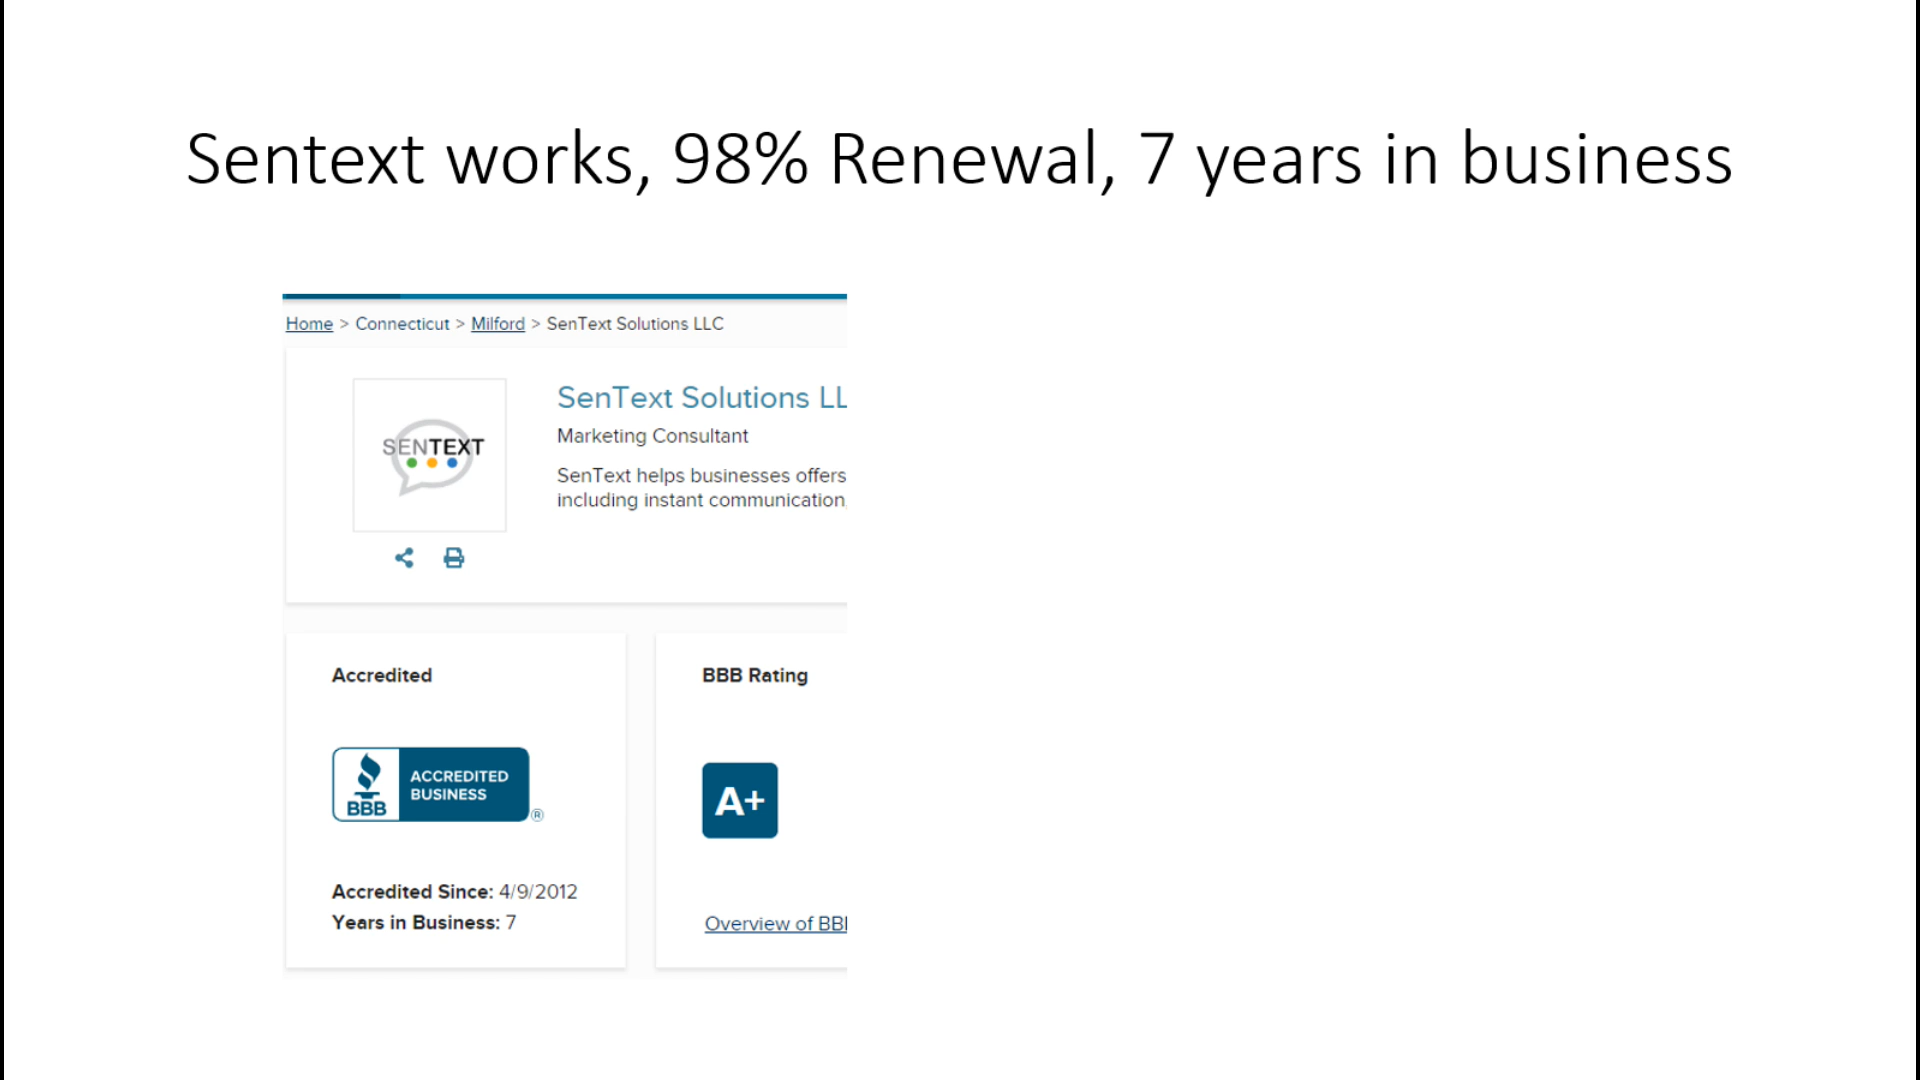 Sentext works, 98% Renewal, 7 years in business
Home > Connecticut > Milford > SenText Solutions LLC
SENTEXT
SenText Solutions LL
Marketing Consultant
SenText helps businesses offers
including instant communication,
Accredited
BBB
ACCREDITED
BUSINESS
®
Accredited Since: 4/9/2012
Years in Business: 7
BBB Rating
A+
Overview of BBB